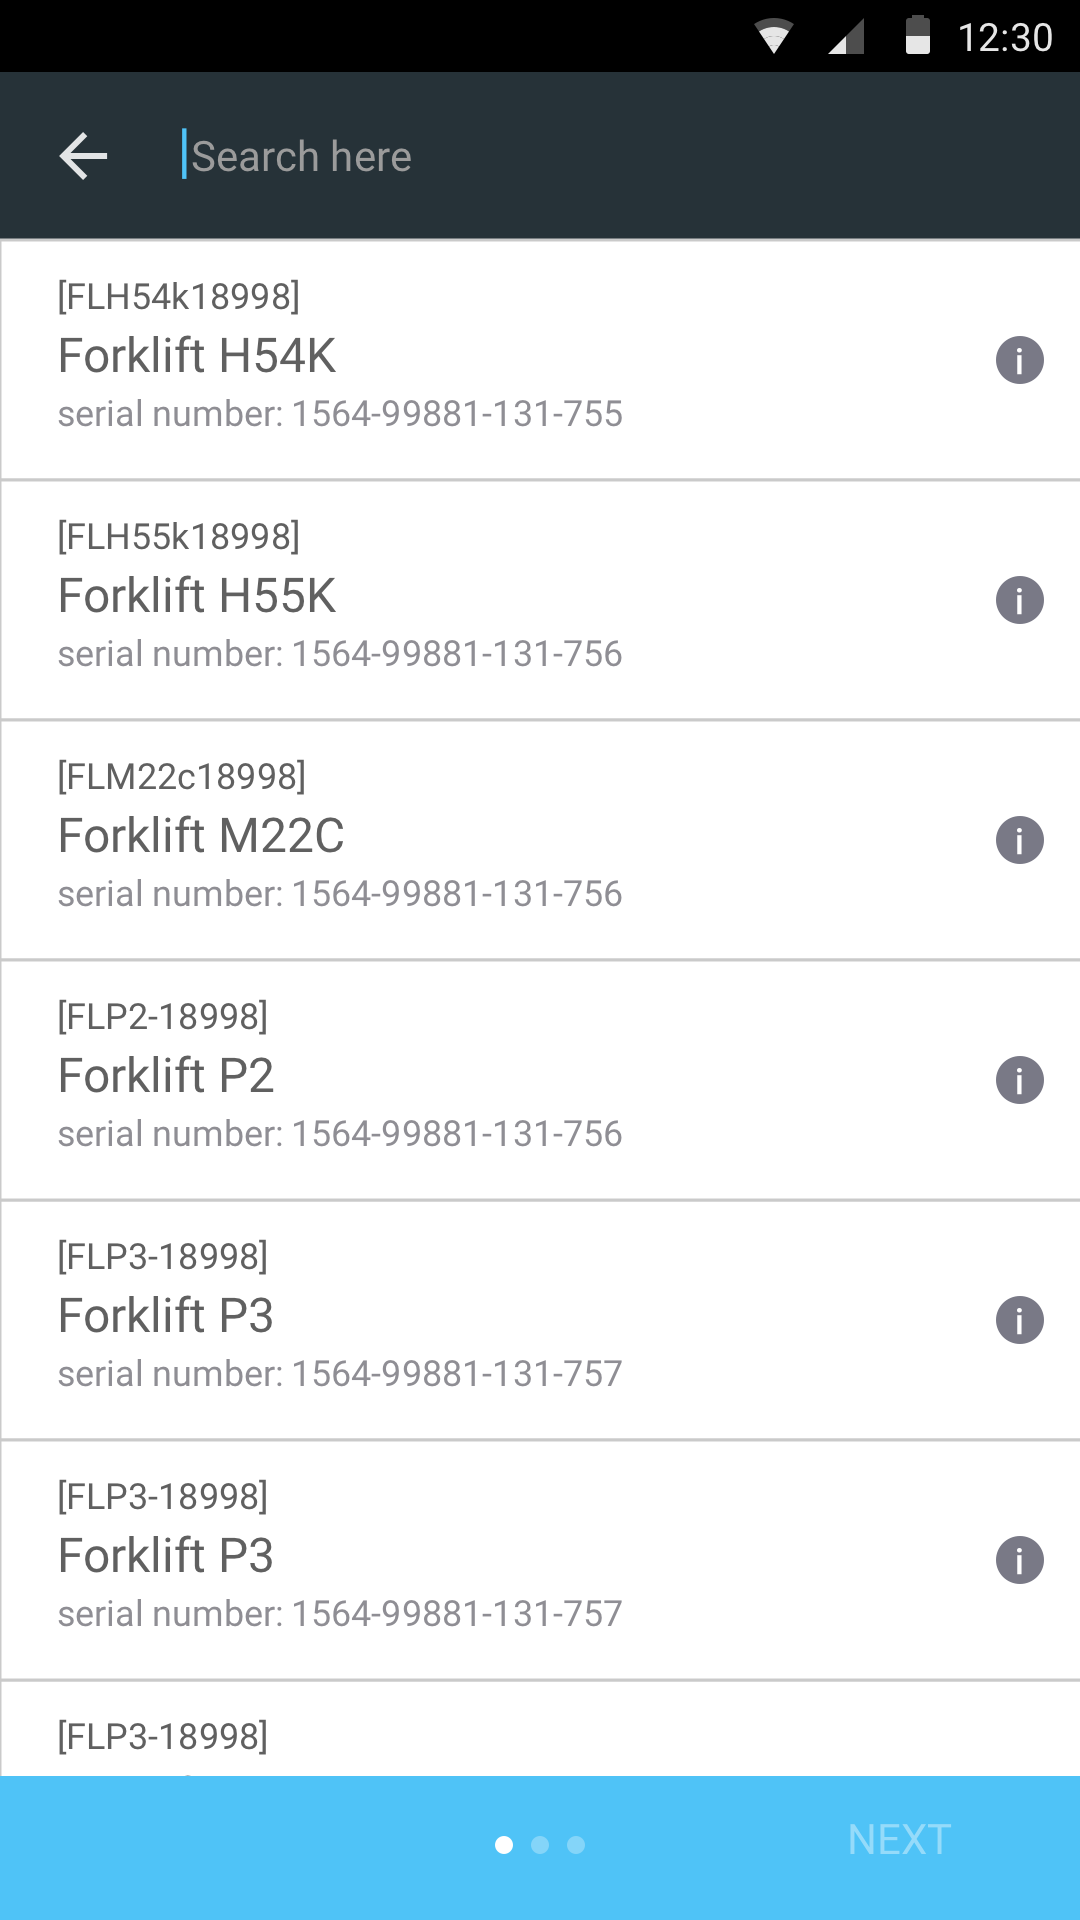 12:30
Search here
[FLH54k18998]
Forklift H54K
serial number: 1564-99881-131-755
[FLH55k18998]
Forklift H55K
serial number: 1564-99881-131-756
[FLM22c18998]
Forklift M22C
serial number: 1564-99881-131-756
[FLP2-18998]
Forklift P2
serial number: 1564-99881-131-756
[FLP3-18998]
Forklift P3
serial number: 1564-99881-131-757
[FLP3-18998]
Forklift P3
serial number: 1564-99881-131-757
[FLP3-18998]
NEXT